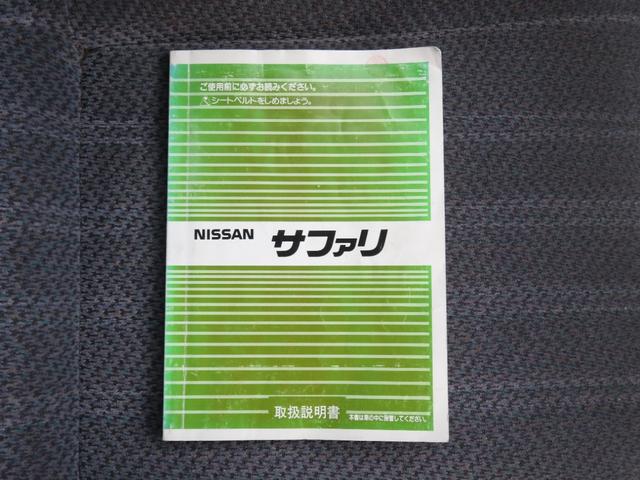 ご使用前に必ずお読みください。
シートベルトをしめましょう。
NISSAN サファリ
取扱説明書 本書は車の中に保管してください。